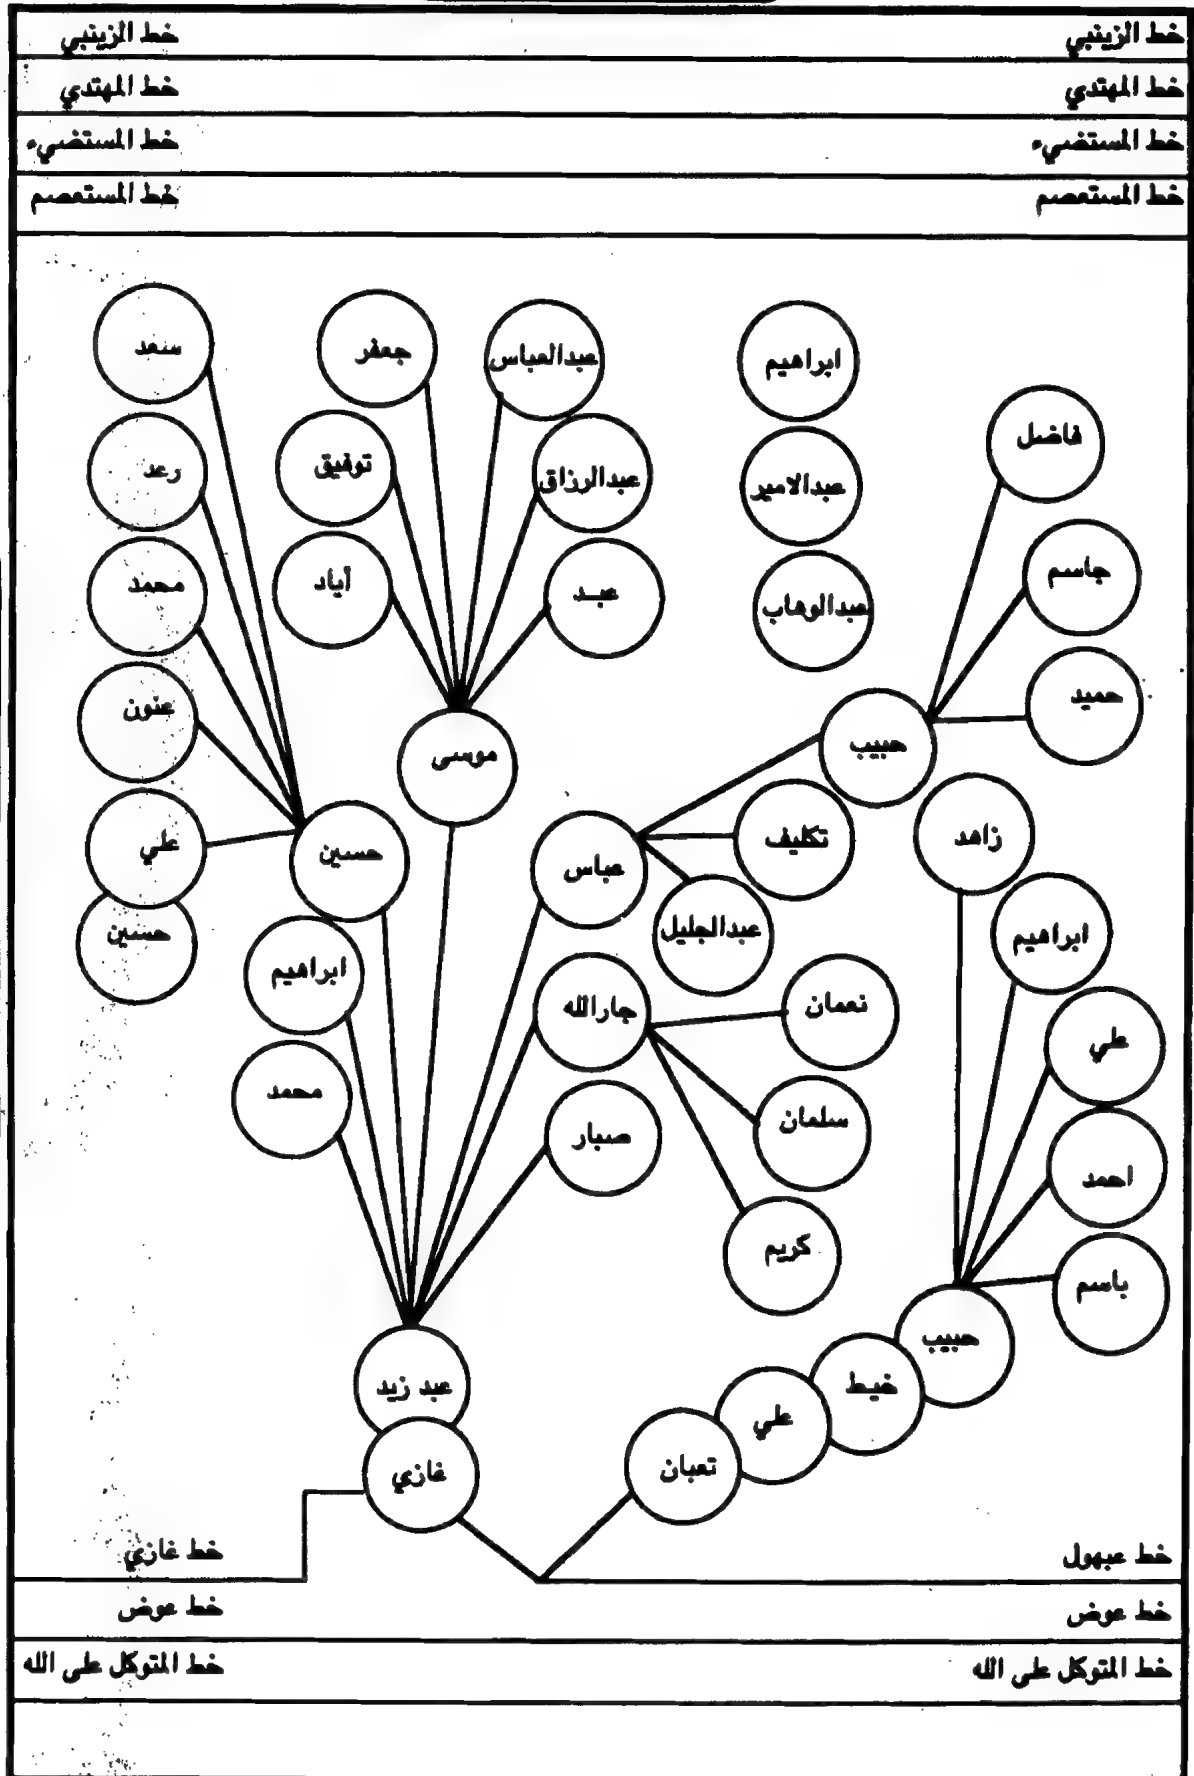 خط الزينبي
خط الزينبي
خط المهتدي
خط المهتدي
خط المستضيء
خط المستضيء
خط المستعصم
خط المستعصم
ابراهيم
عبدالعباس
جعفر
سعد
فاضل
عبدالامير
عبدالرزاق
توفيق
رعد
جاسم
عبدالوهاب
عبد
أياد
محمد
حميد
حبيب
موسى
عنون
زاهد
تكليف
عباس
حسين
علي
ابراهيم
عبدالجليل
حسين
نعمان
جارالله
ابراهيم
علي
سلمان
صبار
محمد
احمد
كريم
باسم
حبيب
خيط
علي
تعبان
عبد زيد
غازي
خط عبهول
خط غازي
خط عوض
خط عوض
خط المتوكل على الله
خط المتوكل على الله